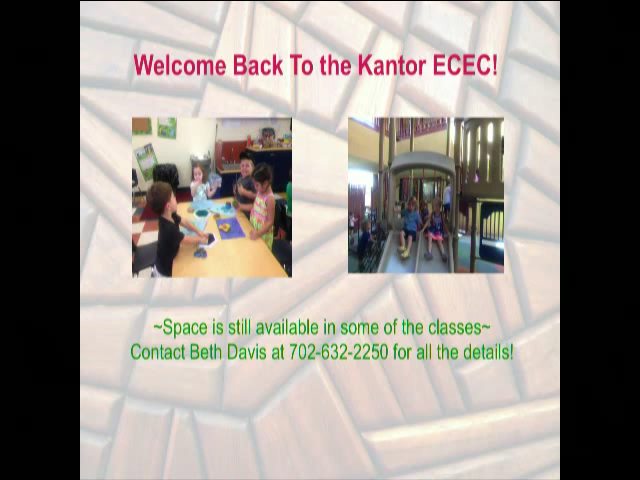 Welcome Back To the Kantor ECEC!
~Space is still available in some of the classes~
Contact Beth Davis at 702-632-2250 for all the details!